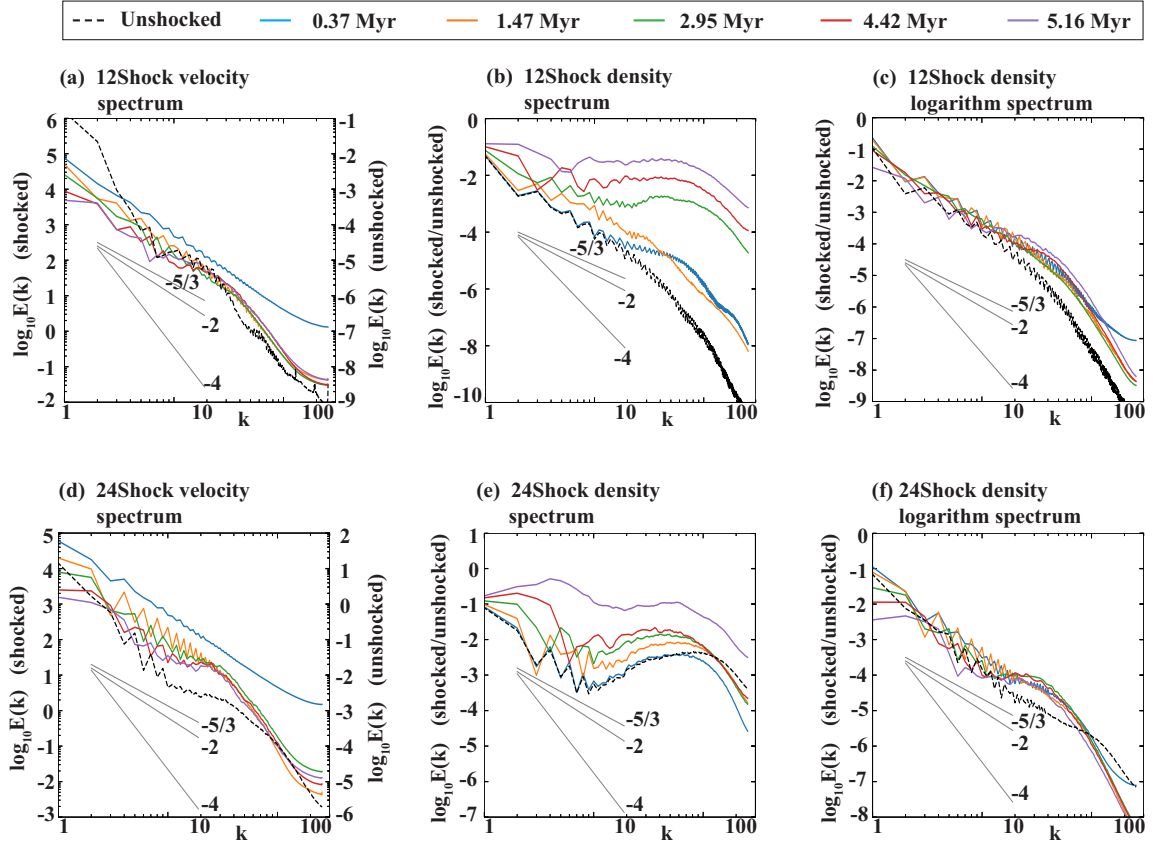 Unshocked 0.37 Myr 1.47 Myr 2.95 Myr 4.42 Myr 5.16 Myr
(a) 12Shock velocity
spectrum
6
5
4
3
2
1
0
-1
-2
log10E(k) (shocked)
-1
-2
-3
-4
-5
-6
-7
-8
-9
log10E(k) (unshocked)
-5/3
-2
-4
1 10 100
k
(b) 12Shock density
spectrum
0
-2
-4
-6
-8
-10
log10E(k) (shocked/unshocked)
-5/3
-2
-4
1 10 100
k
(c) 12Shock density
logarithm spectrum
0
-1
-2
-3
-4
-5
-6
-7
-8
-9
log10E(k) (shocked/unshocked)
-5/3
-2
-4
1 10 100
k
(d) 24Shock velocity
spectrum
5
4
3
2
1
0
-1
-2
-3
log10E(k) (shocked)
2
1
0
-1
-2
-3
-4
-5
-6
log10E(k) (unshocked)
-5/3
-2
-4
1 10 100
k
(e) 24Shock density
spectrum
1
0
-1
-2
-3
-4
-5
-6
-7
log10E(k) (shocked/unshocked)
-5/3
-2
-4
1 10 100
k
(f) 24Shock density
logarithm spectrum
0
-1
-2
-3
-4
-5
-6
-7
-8
log10E(k) (shocked/unshocked)
-5/3
-2
-4
1 10 100
k